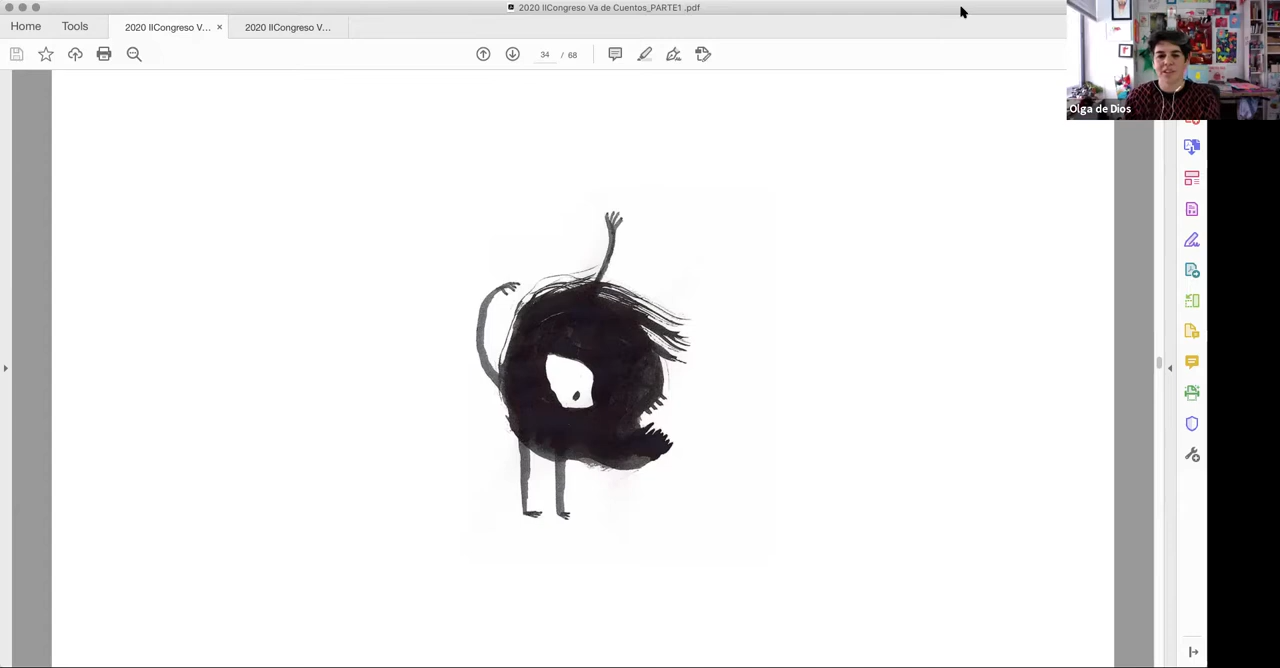 2020 IICongreso Va de Cuentos_PARTE1 .pdf
Home
Tools
2020 IICongreso V...
×
2020 IICongreso V...
34 / 68
Olga de Dios